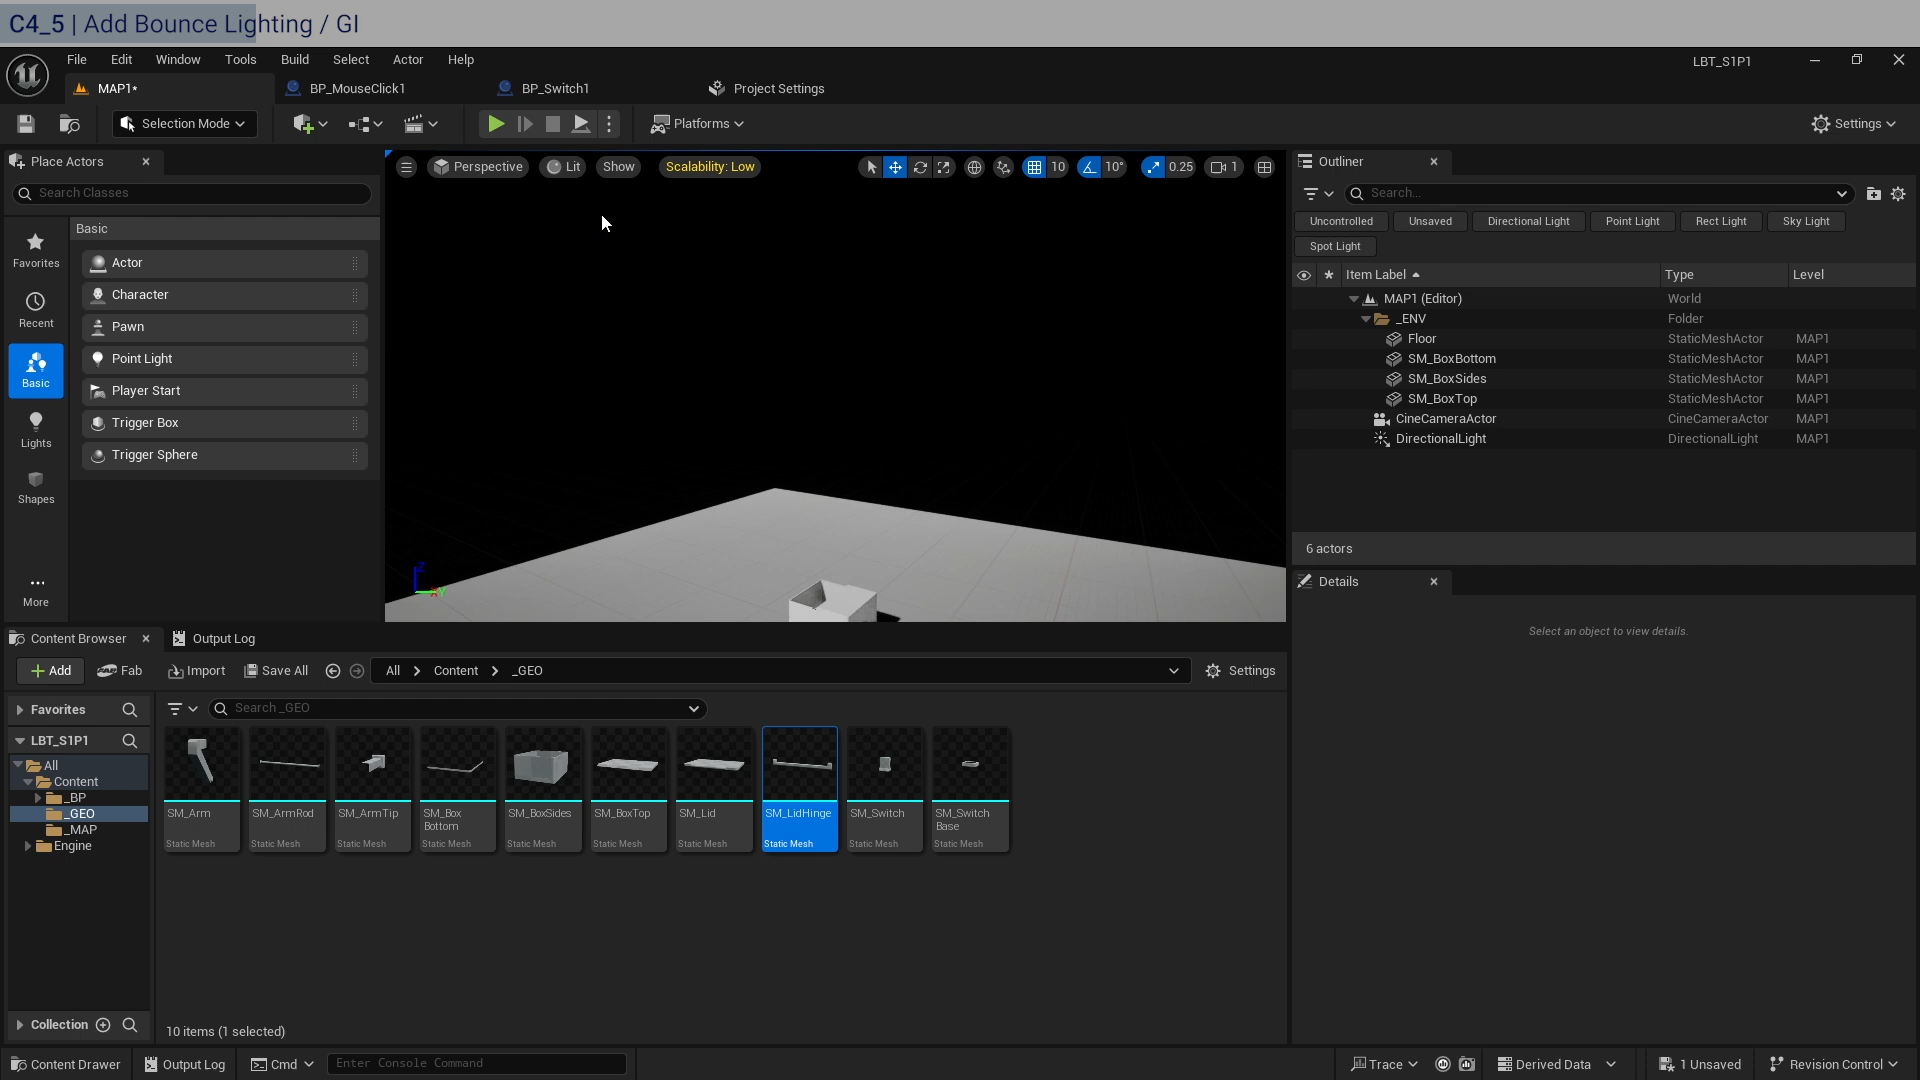 C4_5 | Add Bounce Lighting / GI
File Edit Window Tools Build Select Actor Help
LBT_S1P1
MAP1*
BP_MouseClick1
BP_Switch1
Project Settings
Selection Mode
Platforms
Settings
Place Actors
Search Classes
Basic
Favorites
Recent
Basic
Lights
Shapes
More
Actor
Character
Pawn
Point Light
Player Start
Trigger Box
Trigger Sphere
Perspective
Lit
Show
Scalability: Low
10
10°
0.25
1
Z
Y
Outliner
Search...
Uncontrolled
Unsaved
Directional Light
Point Light
Rect Light
Sky Light
Spot Light
Item Label Type Level
MAP1 (Editor) World
_ENV Folder
Floor StaticMeshActor MAP1
SM_BoxBottom StaticMeshActor MAP1
SM_BoxSides StaticMeshActor MAP1
SM_BoxTop StaticMeshActor MAP1
CineCameraActor CineCameraActor MAP1
DirectionalLight DirectionalLight MAP1
6 actors
Details
Select an object to view details.
Content Browser
Output Log
Add
Fab
Import
Save All
All
Content
_GEO
Settings
Favorites
LBT_S1P1
All
Content
_BP
_GEO
_MAP
Engine
Collection
Search _GEO
SM_Arm
Static Mesh
SM_ArmRod
Static Mesh
SM_ArmTip
Static Mesh
SM_Box
Bottom
Static Mesh
SM_BoxSides
Static Mesh
SM_BoxTop
Static Mesh
SM_Lid
Static Mesh
SM_LidHinge
Static Mesh
SM_Switch
Static Mesh
SM_Switch
Base
Static Mesh
10 items (1 selected)
Content Drawer
Output Log
Cmd
Enter Console Command
Trace
Derived Data
1 Unsaved
Revision Control